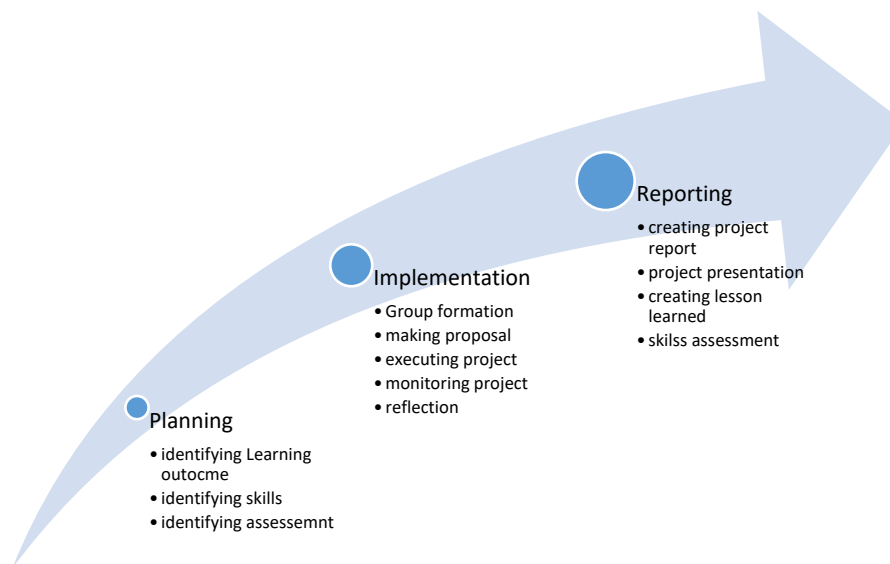 Planning
• identifying Learning
outocme
• identifying skills
• identifying assessemnt
Implementation
• Group formation
• making proposal
• executing project
• monitoring project
• reflection
Reporting
• creating project
report
• project presentation
• creating lesson
learned
• skilss assessment